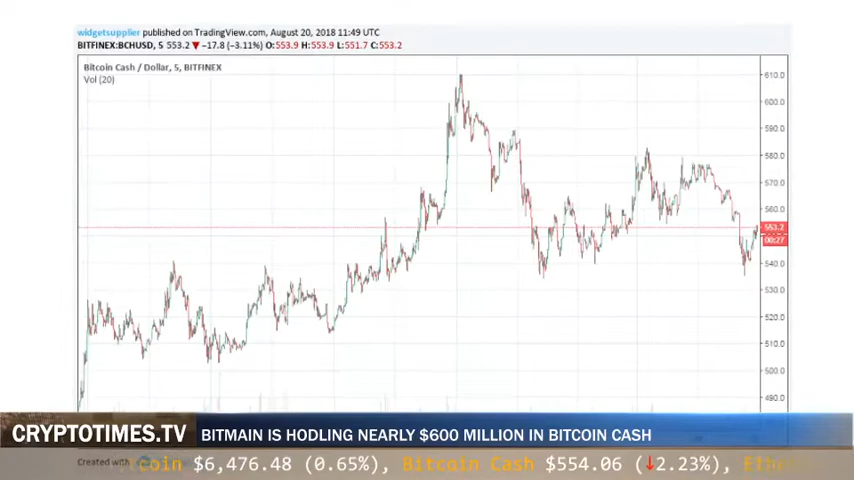 widgetsupplier published on TradingView.com, August 20, 2018 11:49 UTC
BITFINEX:BCHUSD, 5 553.2 ▼ −17.8 (−3.11%) O:553.9 H:553.9 L:551.7 C:553.2
Bitcoin Cash / Dollar, 5, BITFINEX
Vol (20)
610.0
600.0
590.0
580.0
570.0
560.0
553.2
00:27
540.0
530.0
520.0
510.0
500.0
490.0
CRYPTOTIMES.TV
BITMAIN IS HODLING NEARLY $600 MILLION IN BITCOIN CASH
Created with
tcoin $6,476.48 (0.65%), Bitcoin Cash $554.06 (↓2.23%),